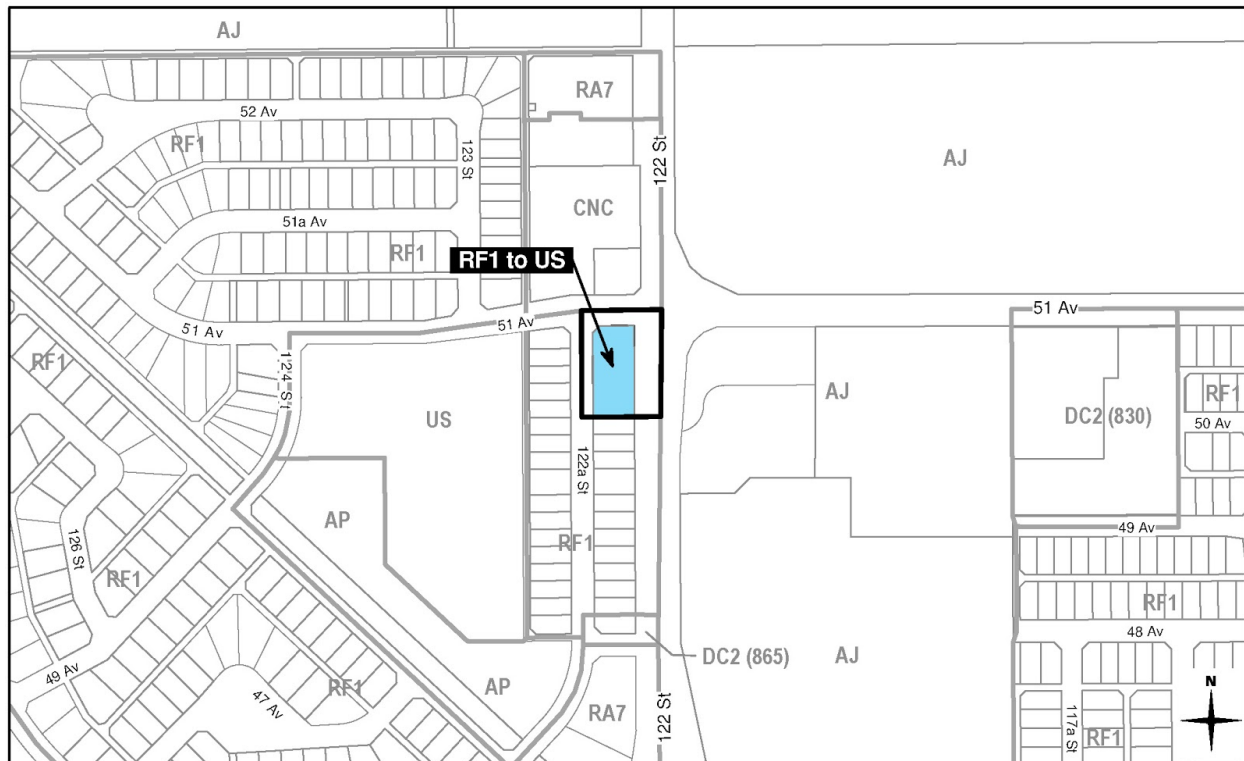 AJ
RA7
52 Av
RF1
123 St
122 St
AJ
CNC
51a Av
RF1
RF1 to US
51 Av
51 Av
51 Av
124 St
RF1
US
AJ
DC2 (830)
RF1
50 Av
122a St
AP
126 St
RF1
RF1
49 Av
RF1
48 Av
49 Av
47 Av
RF1
AP
DC2 (865)
AJ
RA7
122 St
117a St
RF1
N